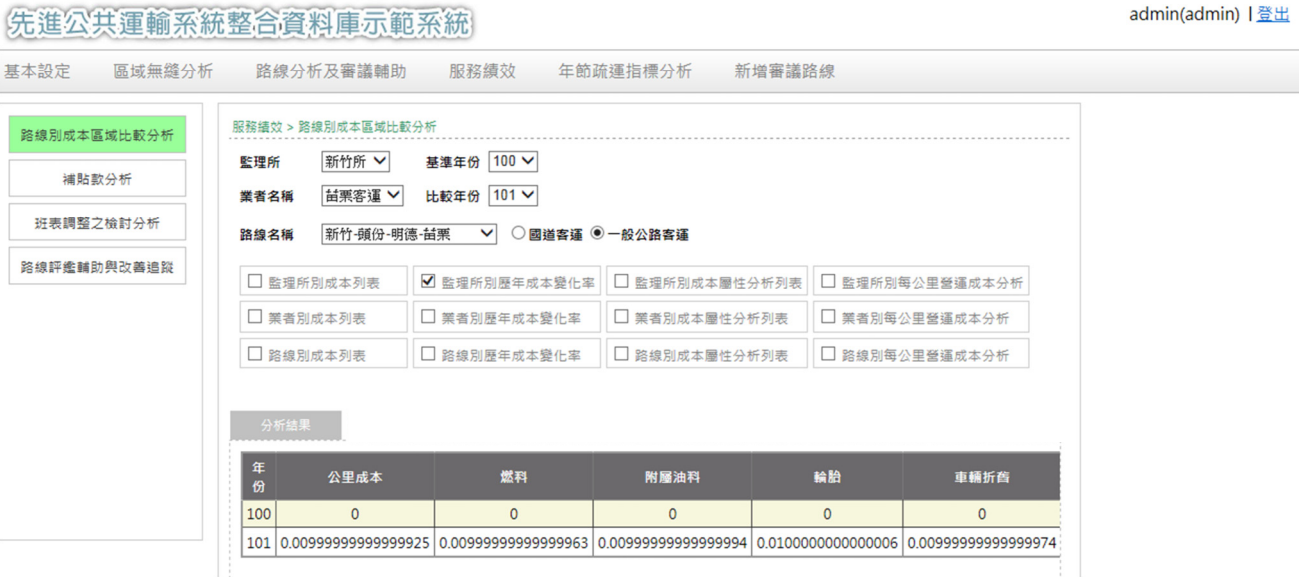 先進公共運輸系統整合資料庫示範系統
admin(admin) | 登出
基本設定 區域無縫分析 路線分析及審議輔助 服務績效 年節疏運指標分析 新增審議路線
路線別成本區域比較分析
補貼款分析
班表調整之檢討分析
路線評鑑輔助與改善追蹤
服務績效 > 路線別成本區域比較分析
監理所 新竹所 基準年份 100
業者名稱 苗栗客運 比較年份 101
路線名稱 新竹-頭份-明德-苗栗 國道客運 一般公路客運
監理所別成本列表 監理所別歷年成本變化率 監理所別成本屬性分析列表 監理所別每公里營運成本分析
業者別成本列表 業者別歷年成本變化率 業者別成本屬性分析列表 業者別每公里營運成本分析
路線別成本列表 路線別歷年成本變化率 路線別成本屬性分析列表 路線別每公里營運成本分析
分析結果
年份 公里成本 燃料 附屬油料 輪胎 車輛折舊
100 0 0 0 0 0
101 0.00999999999999925 0.00999999999999963 0.00999999999999994 0.0100000000000006 0.00999999999999974